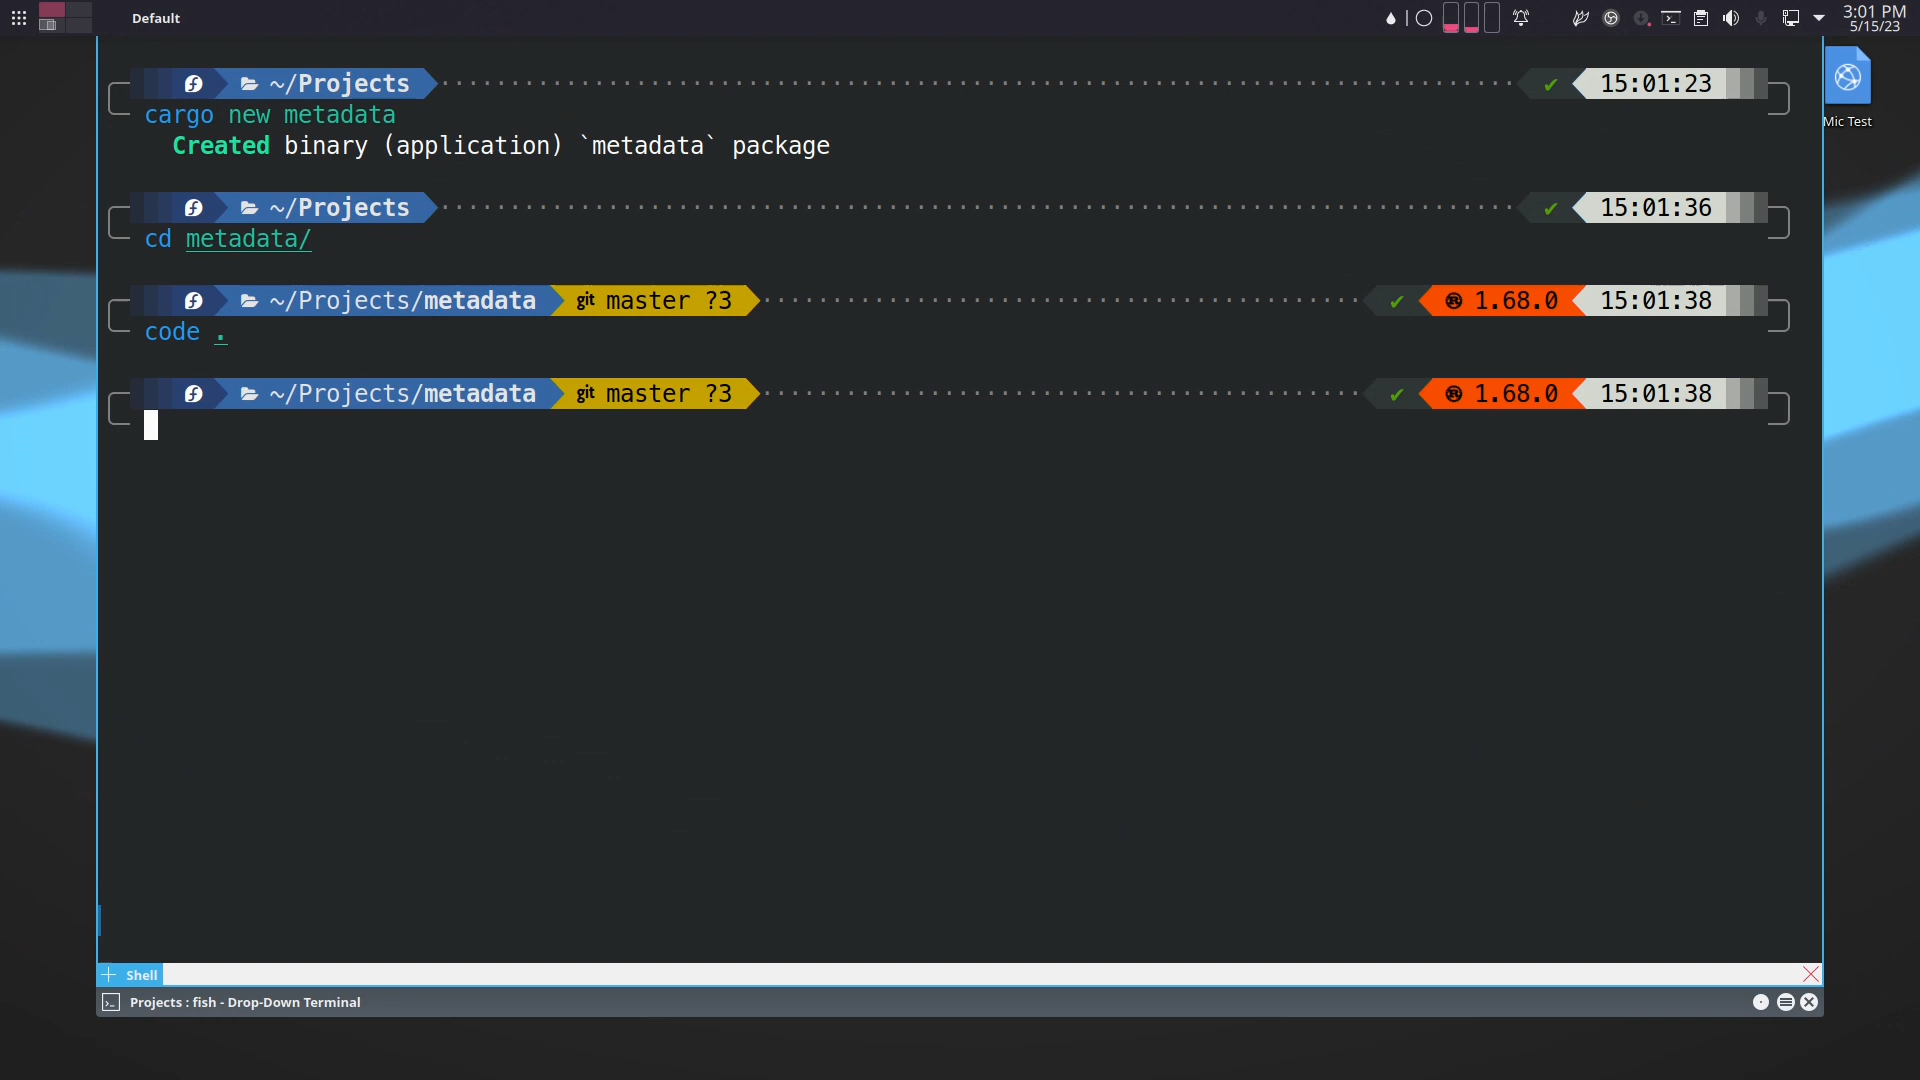 Default
3:01 PM
5/15/23
Mic Test
~/Projects ✔ 15:01:23
cargo new metadata
Created binary (application) `metadata` package
~/Projects ✔ 15:01:36
cd metadata/
~/Projects/metadata git master ?3 ✔ 1.68.0 15:01:38
code .
~/Projects/metadata git master ?3 ✔ 1.68.0 15:01:38
Shell
Projects : fish - Drop-Down Terminal